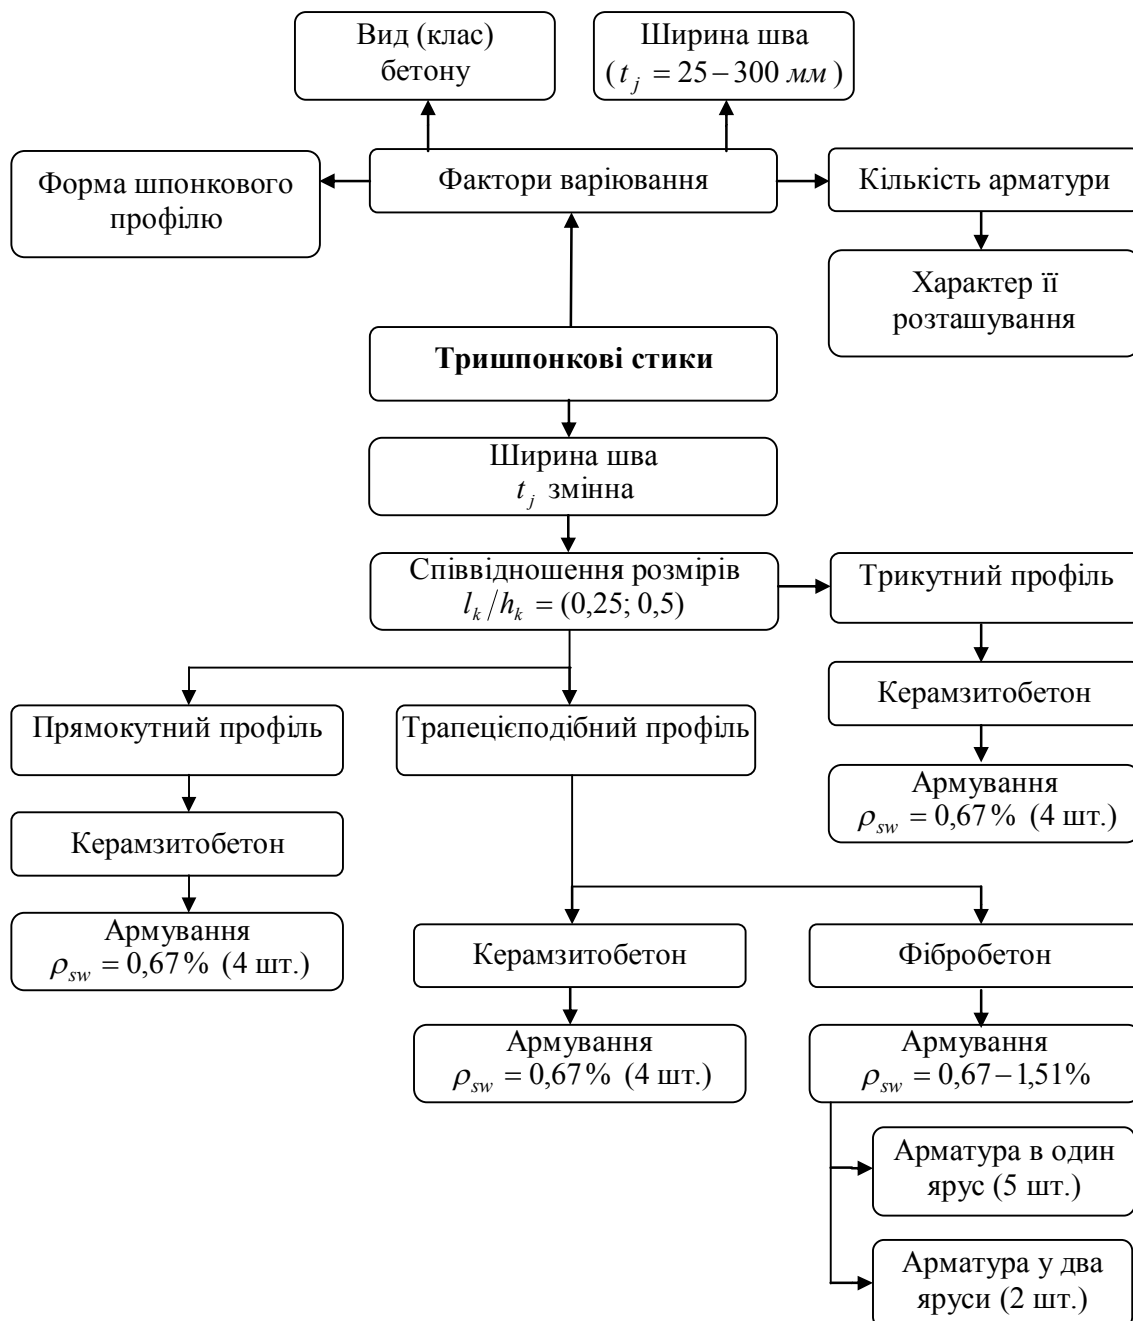 Вид (клас)
бетону
Ширина шва
( t_j = 25 – 300 мм )
Форма шпонкового
профілю
Фактори варіювання
Кількість арматури
Характер її
розташування
Тришпонкові стики
Ширина шва
t_j змінна
Співвідношення розмірів
l_k/h_k = (0,25; 0,5)
Трикутний профіль
Керамзитобетон
Армування
ρ_sw = 0,67% (4 шт.)
Прямокутний профіль
Керамзитобетон
Армування
ρ_sw = 0,67% (4 шт.)
Трапецієподібний профіль
Керамзитобетон
Армування
ρ_sw = 0,67% (4 шт.)
Фібробетон
Армування
ρ_sw = 0,67 – 1,51%
Арматура в один
ярус (5 шт.)
Арматура у два
яруси (2 шт.)